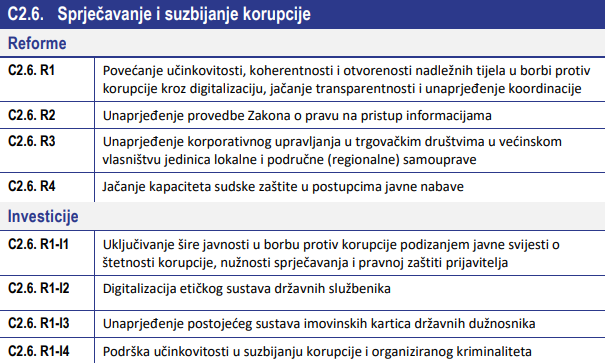 C2.6. Sprječavanje i suzbijanje korupcije
Reforme
C2.6. R1 Povećanje učinkovitosti, koherentnosti i otvorenosti nadležnih tijela u borbi protiv
korupcije kroz digitalizaciju, jačanje transparentnosti i unaprjeđenje koordinacije
C2.6. R2 Unaprjeđenje provedbe Zakona o pravu na pristup informacijama
C2.6. R3 Unaprjeđenje korporativnog upravljanja u trgovačkim društvima u većinskom
vlasništvu jedinica lokalne i područne (regionalne) samouprave
C2.6. R4 Jačanje kapaciteta sudske zaštite u postupcima javne nabave
Investicije
C2.6. R1-I1 Uključivanje šire javnosti u borbu protiv korupcije podizanjem javne svijesti o
štetnosti korupcije, nužnosti sprječavanja i pravnoj zaštiti prijavitelja
C2.6. R1-I2 Digitalizacija etičkog sustava državnih službenika
C2.6. R1-I3 Unaprjeđenje postojećeg sustava imovinskih kartica državnih dužnosnika
C2.6. R1-I4 Podrška učinkovitosti u suzbijanju korupcije i organiziranog kriminaliteta